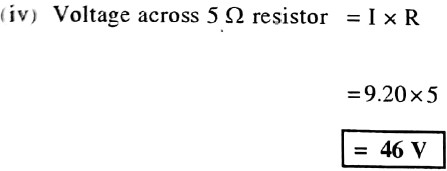 (iv) Voltage across 5 Ω resistor = I × R
= 9.20 × 5
= 46 V